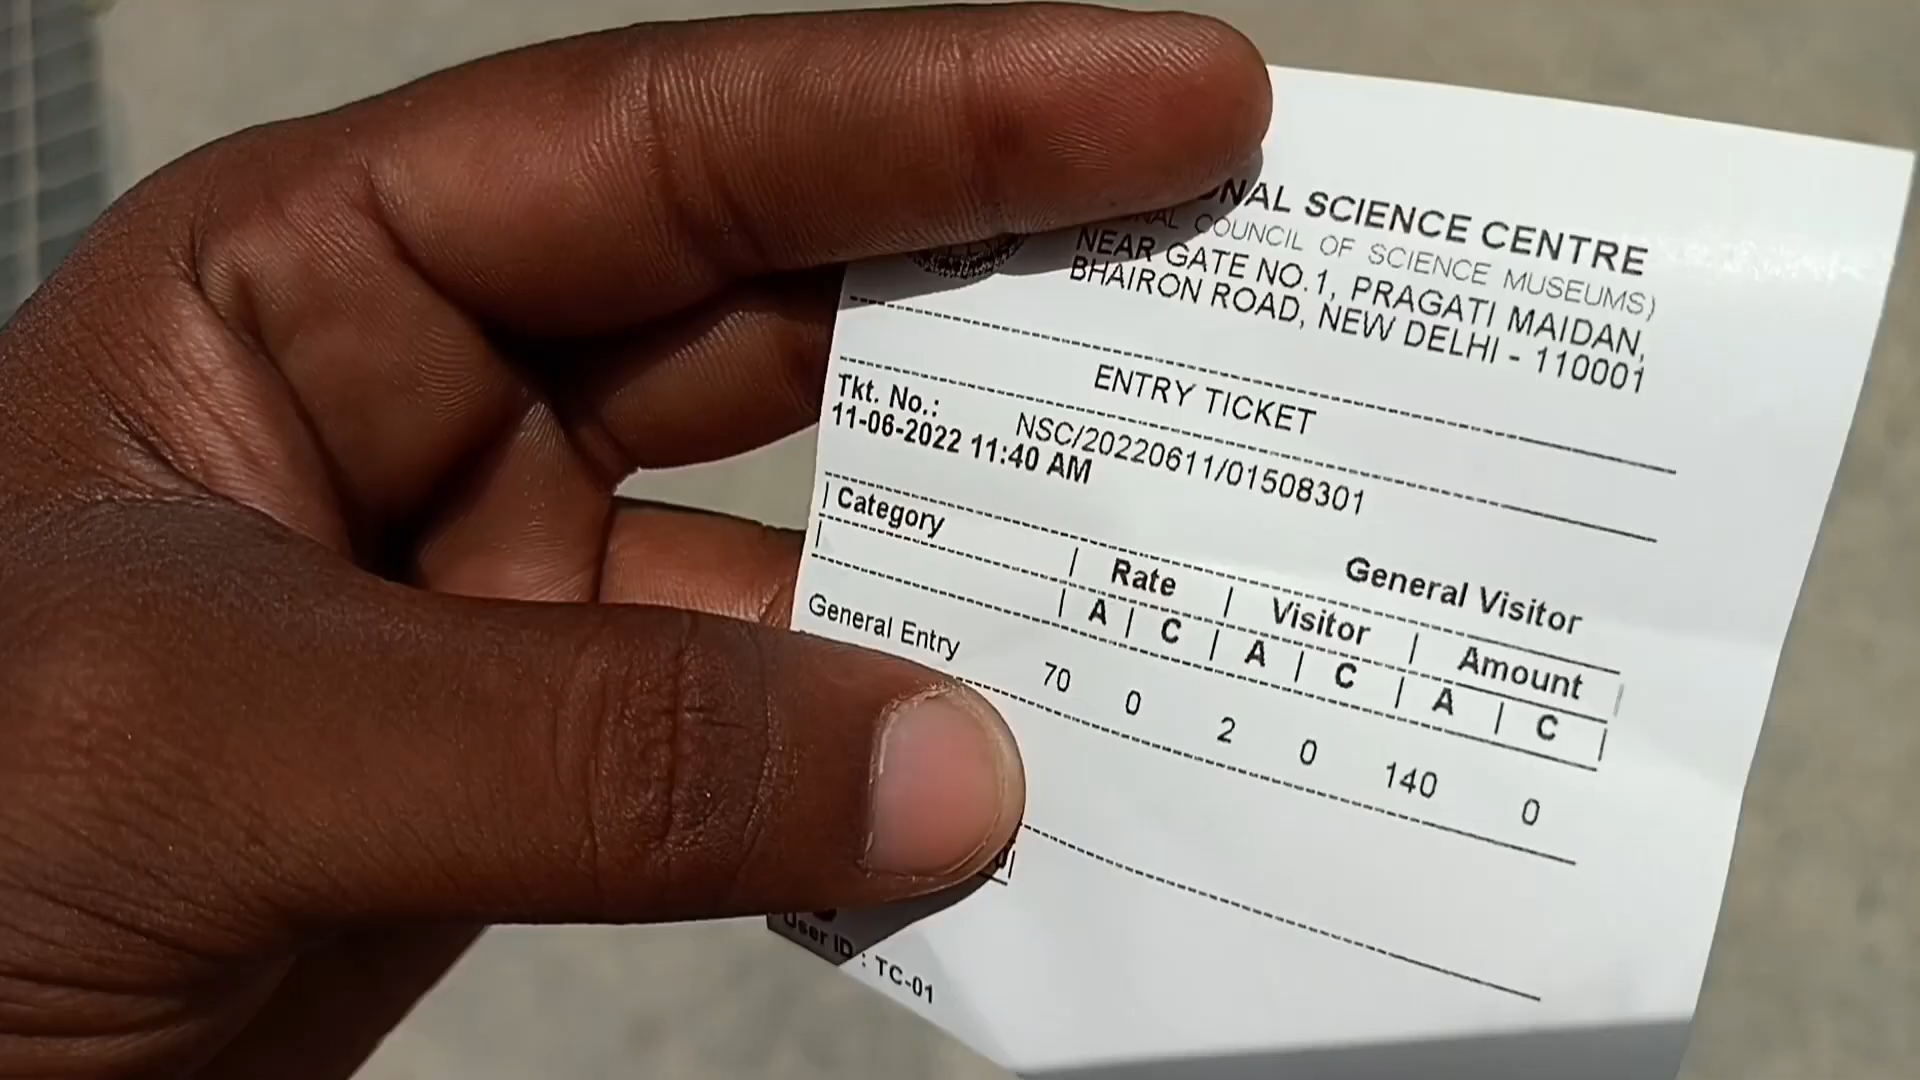 SCIENCE CENTRE
COUNCIL OF SCIENCE MUSEUMS)
NEAR GATE NO.1, PRAGATI MAIDAN,
BHAIRON ROAD, NEW DELHI - 110001
ENTRY TICKET
Tkt. No.: NSC/20220611/01508301
11-06-2022 11:40 AM
General Visitor
| Category | Rate | Visitor | Amount |
| | A | C | A | C | A | C |
General Entry 70 0 2 0 140 0
User ID : TC-01